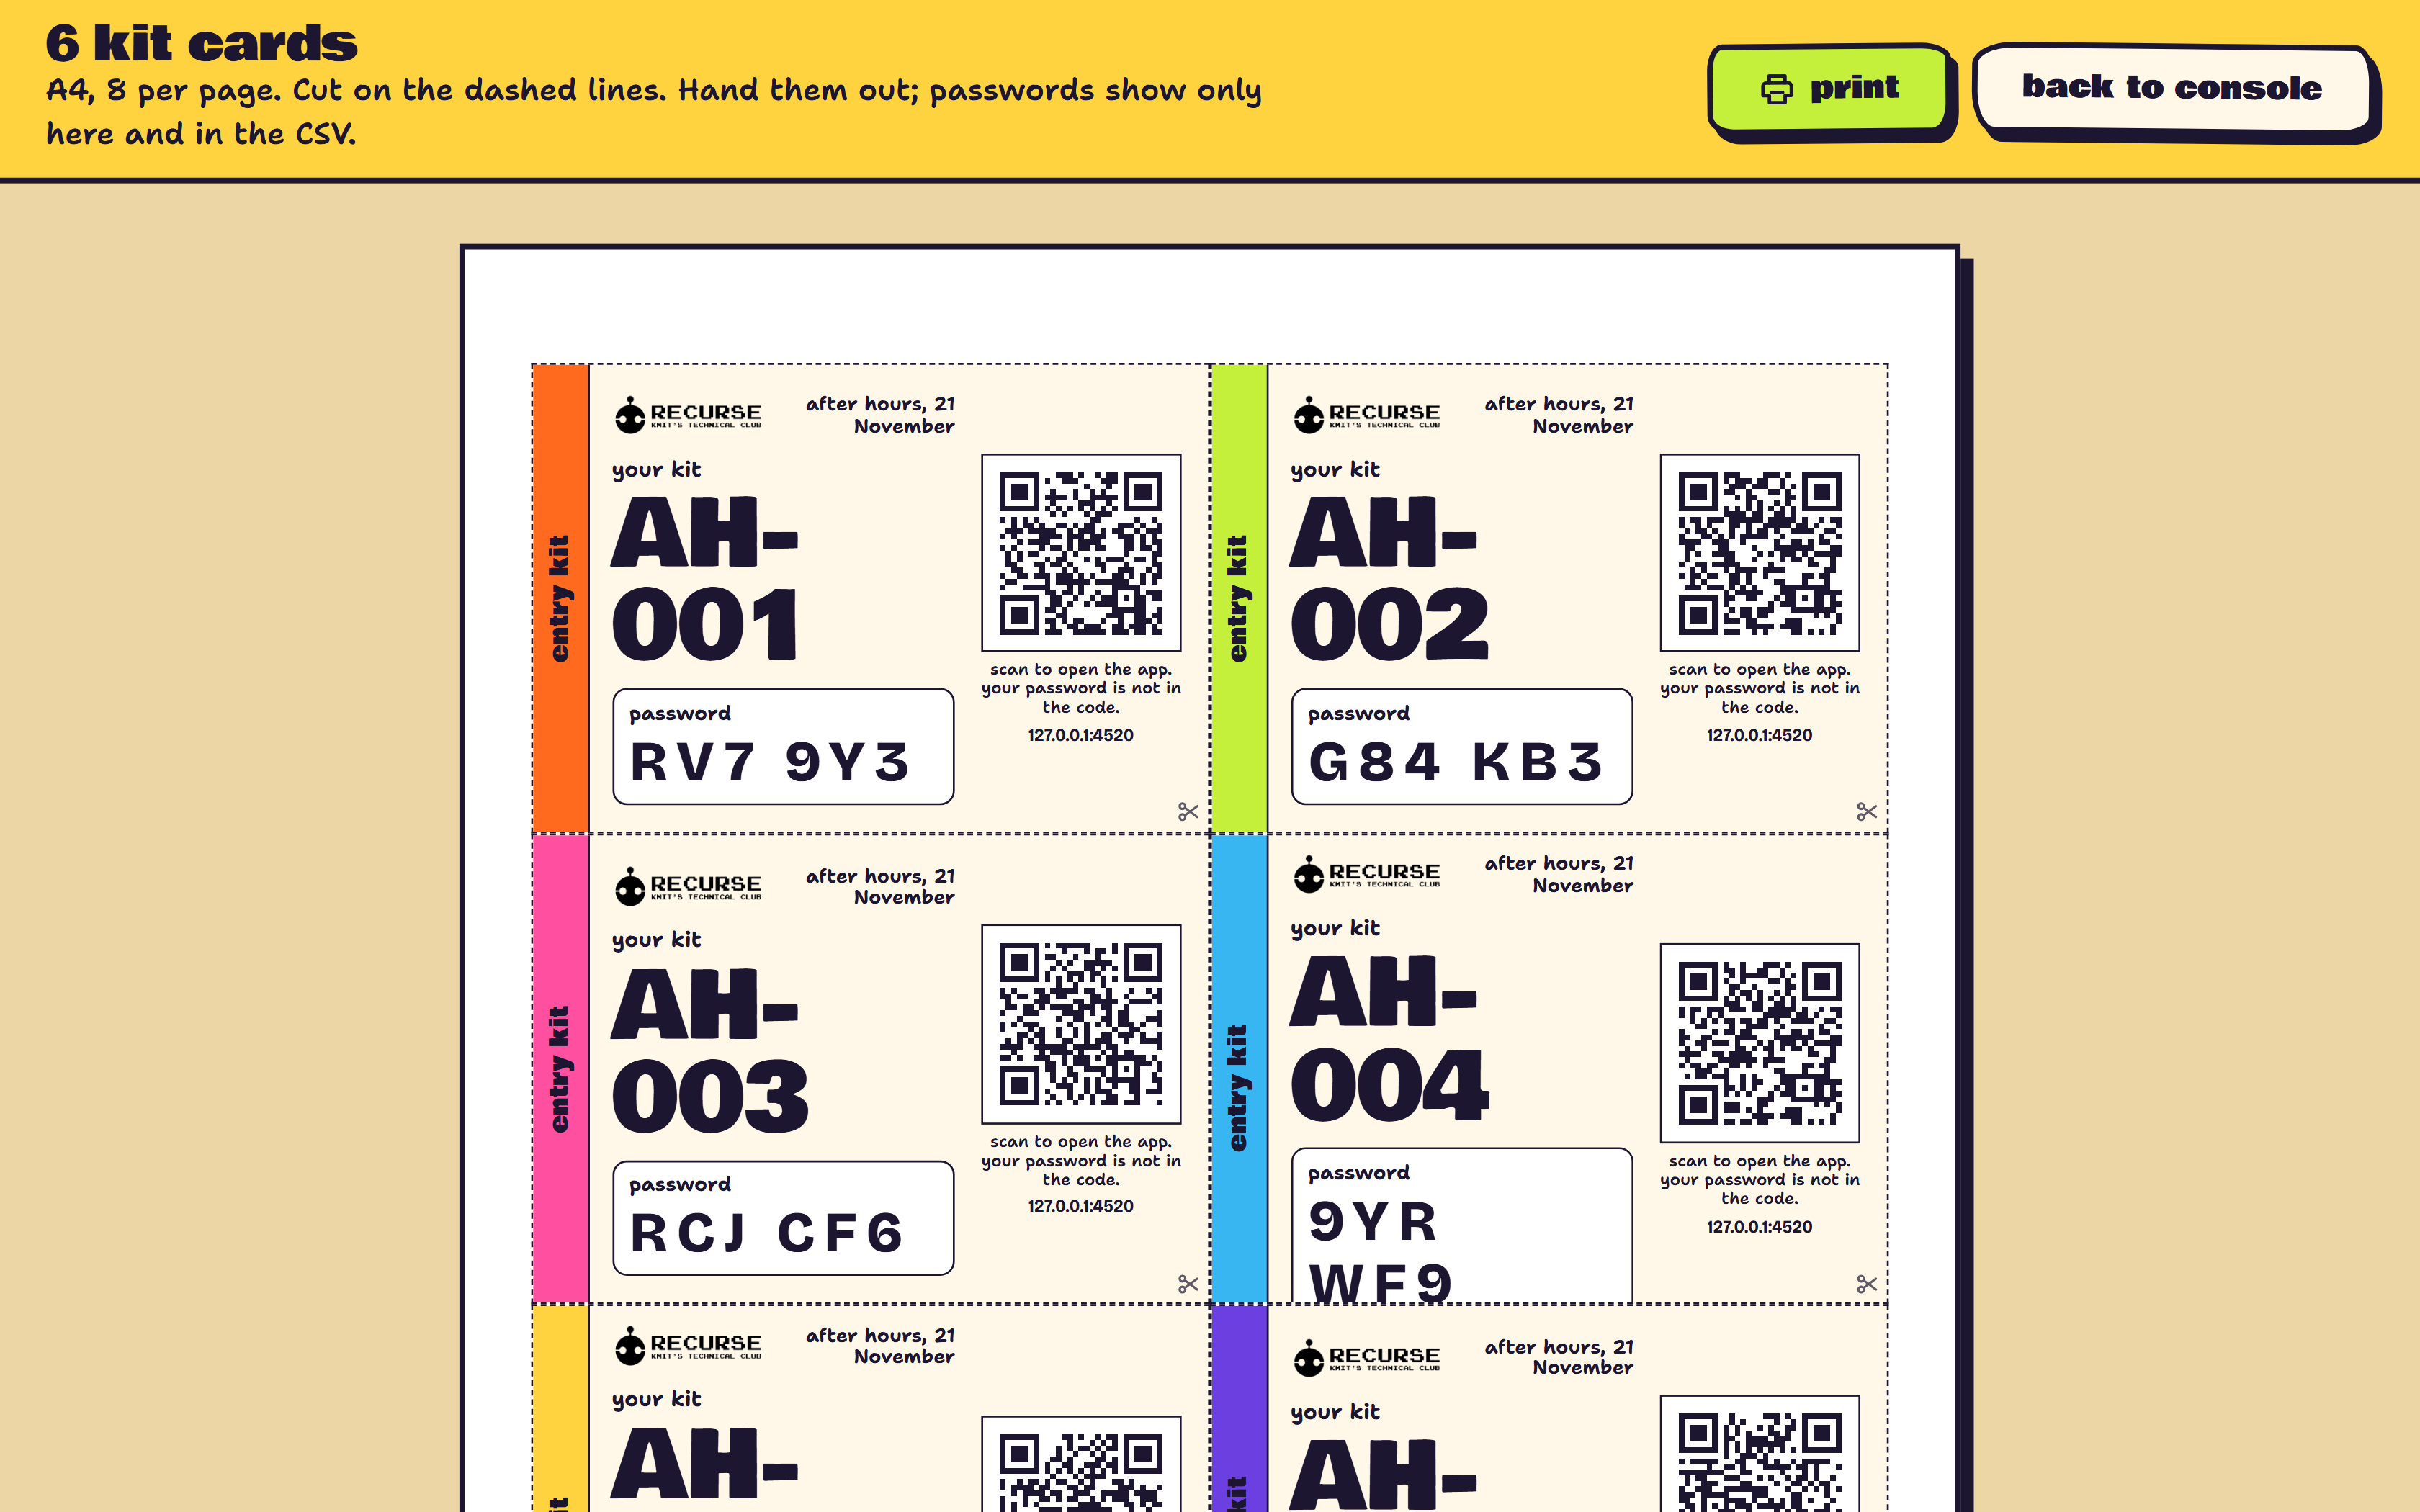 6 kit cards
A4, 8 per page. Cut on the dashed lines. Hand them out; passwords show only
here and in the CSV.
print
back to console
entry kit
RECURSE
KMIT'S TECHNICAL CLUB
after hours, 21
November
your kit
AH-
001
password
RV7 9Y3
scan to open the app.
your password is not in
the code.
127.0.0.1:4520
entry kit
RECURSE
KMIT'S TECHNICAL CLUB
after hours, 21
November
your kit
AH-
002
password
G84 KB3
scan to open the app.
your password is not in
the code.
127.0.0.1:4520
entry kit
RECURSE
KMIT'S TECHNICAL CLUB
after hours, 21
November
your kit
AH-
003
password
RCJ CF6
scan to open the app.
your password is not in
the code.
127.0.0.1:4520
entry kit
RECURSE
KMIT'S TECHNICAL CLUB
after hours, 21
November
your kit
AH-
004
password
9YR
WF9
scan to open the app.
your password is not in
the code.
127.0.0.1:4520
RECURSE
KMIT'S TECHNICAL CLUB
after hours, 21
November
your kit
AH-
kit
RECURSE
KMIT'S TECHNICAL CLUB
after hours, 21
November
your kit
AH-